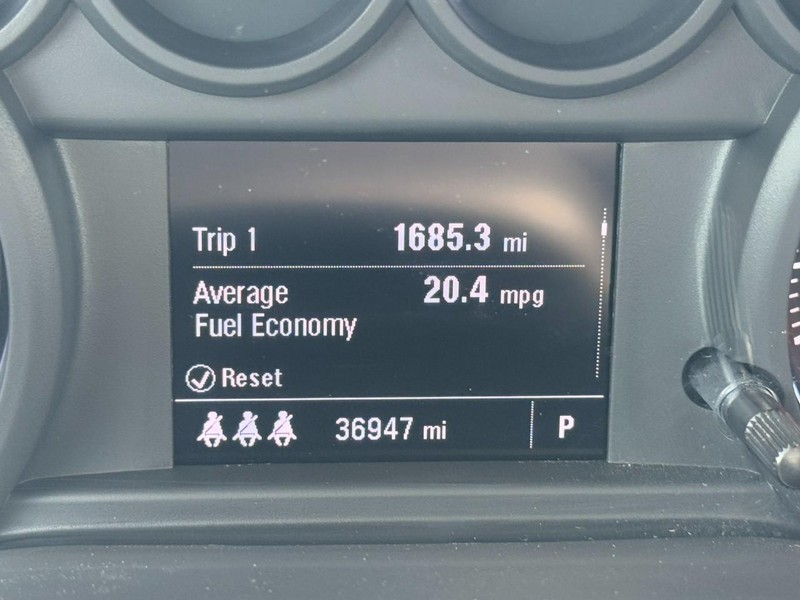 Trip 1 1685.3 mi
Average 20.4 mpg
Fuel Economy
Reset
36947 mi P